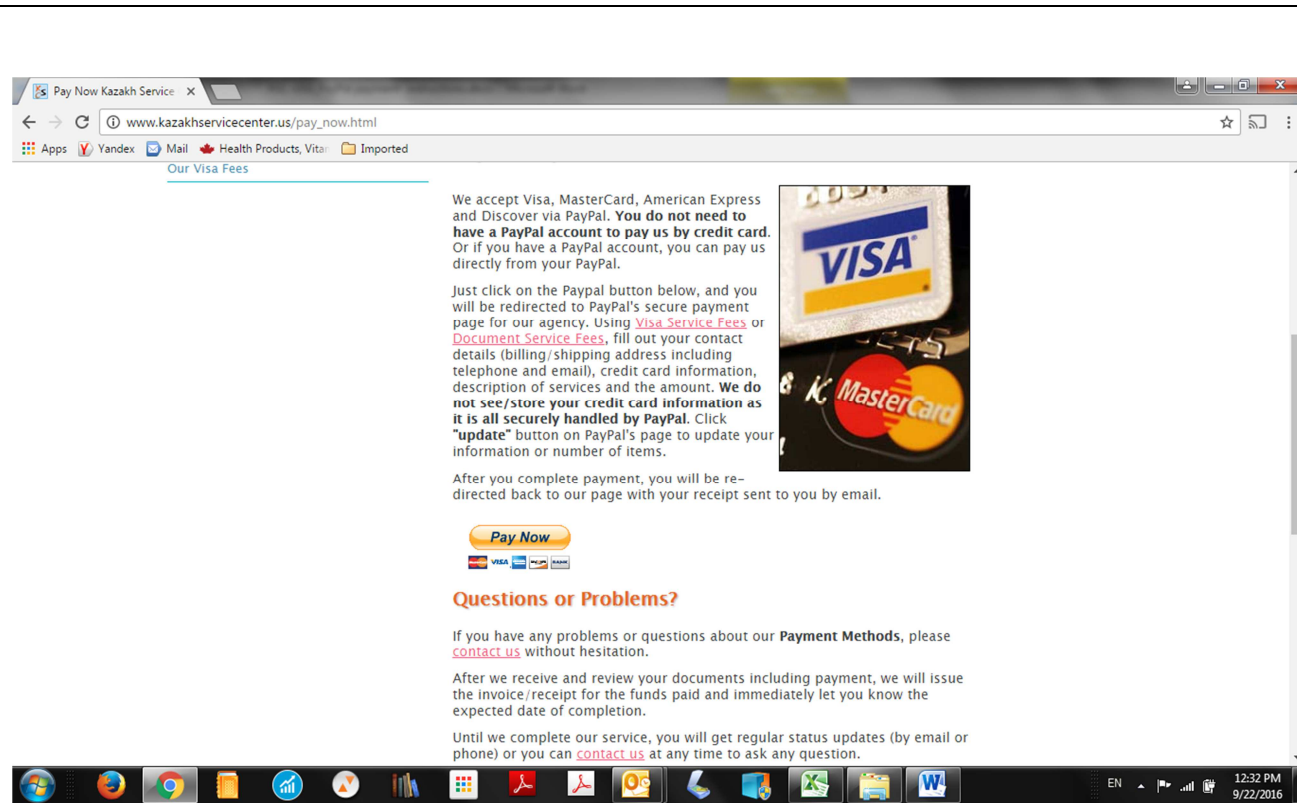 Pay Now Kazakh Service
www.kazakhservicecenter.us/pay_now.html
Apps Yandex Mail Health Products, Vita Imported
Our Visa Fees
We accept Visa, MasterCard, American Express
and Discover via PayPal. You do not need to
have a PayPal account to pay us by credit card.
Or if you have a PayPal account, you can pay us
directly from your PayPal.
Just click on the Paypal button below, and you
will be redirected to PayPal's secure payment
page for our agency. Using Visa Service Fees or
Document Service Fees, fill out your contact
details (billing/shipping address including
telephone and email), credit card information,
description of services and the amount. We do
not see/store your credit card information as
it is all securely handled by PayPal. Click
"update" button on PayPal's page to update your
information or number of items.
VISA
MasterCard
After you complete payment, you will be re-
directed back to our page with your receipt sent to you by email.
Pay Now
VISA
Questions or Problems?
If you have any problems or questions about our Payment Methods, please
contact us without hesitation.
After we receive and review your documents including payment, we will issue
the invoice/receipt for the funds paid and immediately let you know the
expected date of completion.
Until we complete our service, you will get regular status updates (by email or
phone) or you can contact us at any time to ask any question.
EN
12:32 PM
9/22/2016